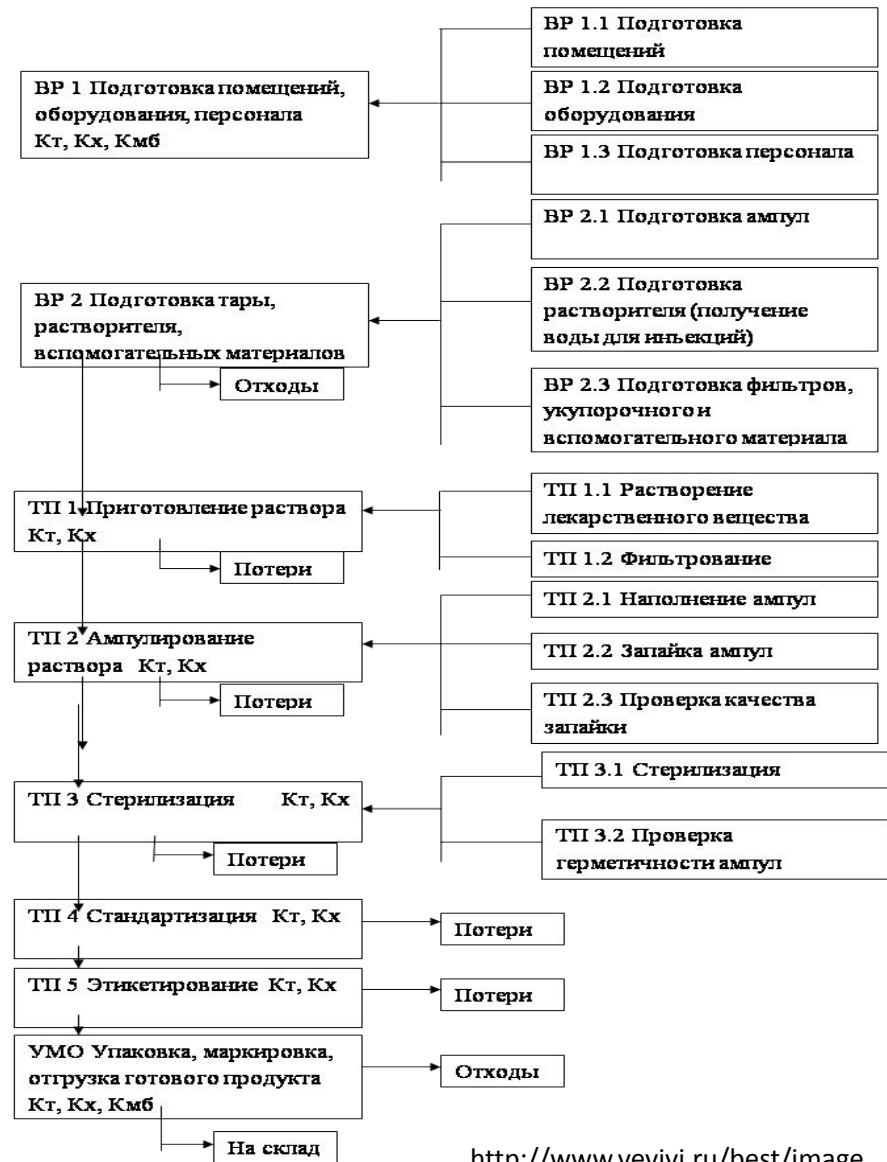 ВР 1.1 Подготовка
помещений
ВР 1 Подготовка помещений,
оборудования, персонала
Кт, Кх, Кмб
ВР 1.2 Подготовка
оборудования
ВР 1.3 Подготовка персонала
ВР 2.1 Подготовка ампул
ВР 2 Подготовка тары,
растворителя,
вспомогательных материалов
Отходы
ВР 2.2 Подготовка
растворителя (получение
воды для инъекций)
ВР 2.3 Подготовка фильтров,
укупорочного и
вспомогательного материала
ТП 1 Приготовление раствора
Кт, Кх
Потери
ТП 1.1 Растворение
лекарственного вещества
ТП 1.2 Фильтрование
ТП 2 Ампулирование
раствора Кт, Кх
Потери
ТП 2.1 Наполнение ампул
ТП 2.2 Запайка ампул
ТП 2.3 Проверка качества
запайки
ТП 3 Стерилизация Кт, Кх
Потери
ТП 3.1 Стерилизация
ТП 3.2 Проверка
герметичности ампул
ТП 4 Стандартизация Кт, Кх
Потери
ТП 5 Этикетирование Кт, Кх
Потери
УМО Упаковка, маркировка,
отгрузка готового продукта
Кт, Кх, Кмб
Отходы
На склад